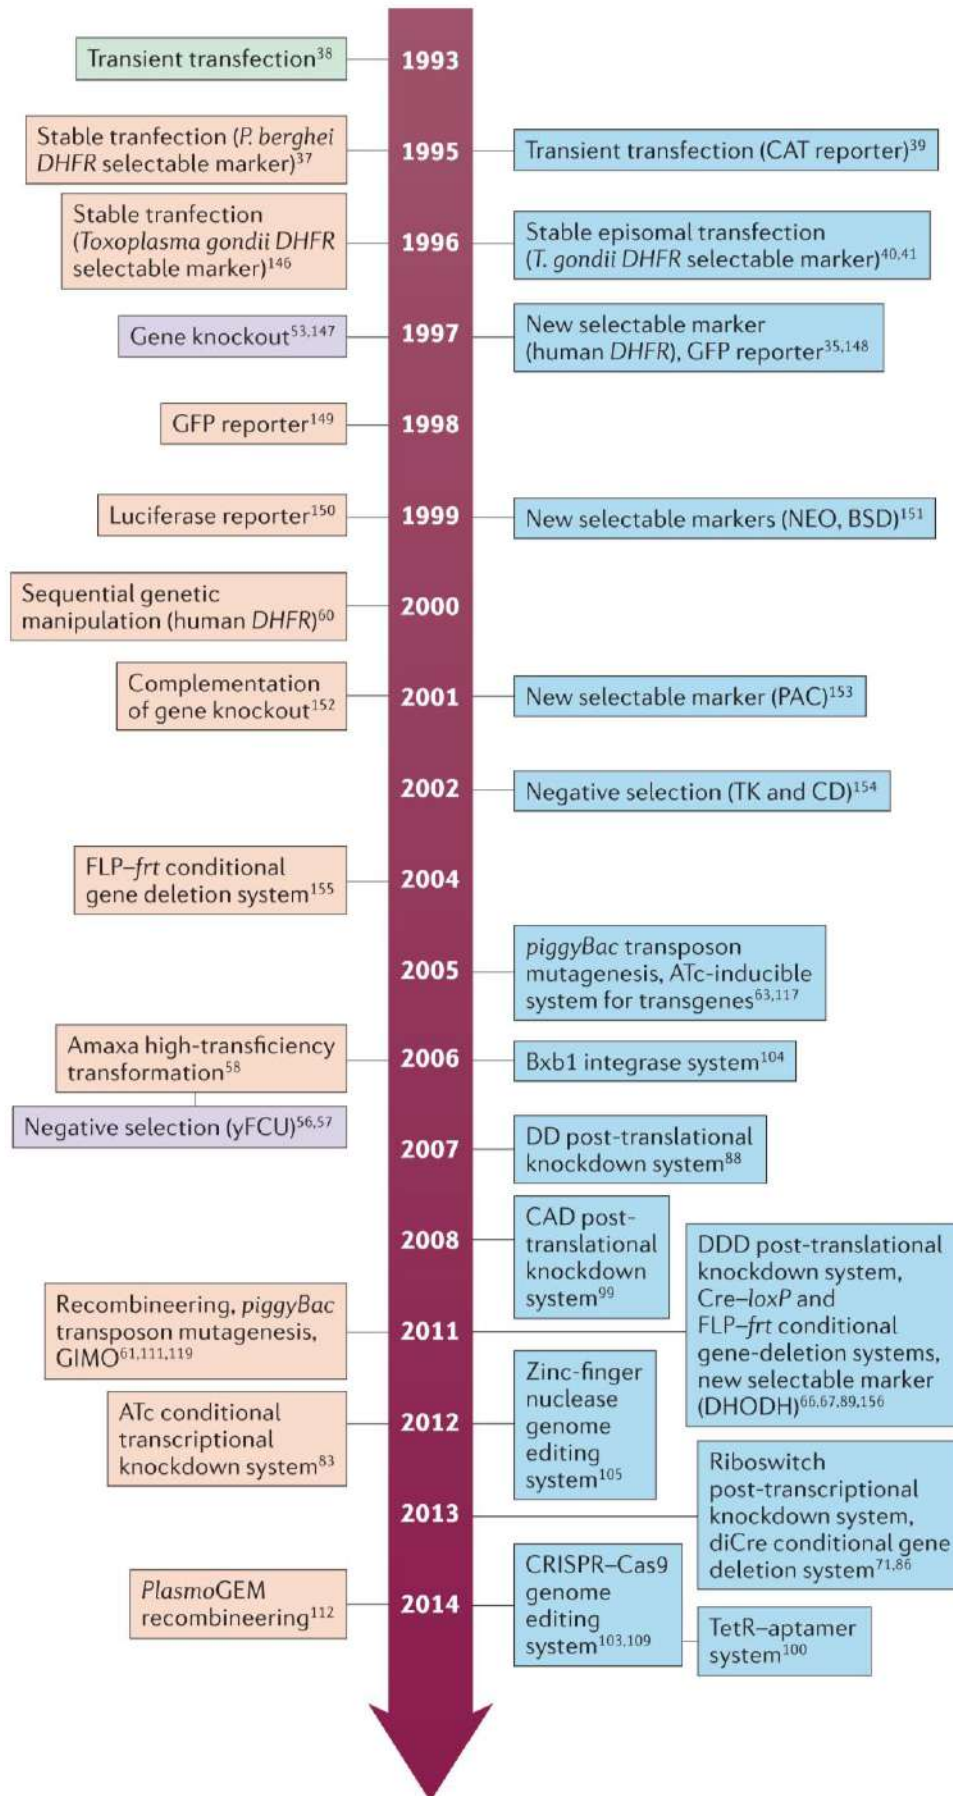 Transient transfection38
1993
Stable tranfection (P. berghei
DHFR selectable marker)37
1995
Transient transfection (CAT reporter)39
Stable tranfection
(Toxoplasma gondii DHFR
selectable marker)146
1996
Stable episomal transfection
(T. gondii DHFR selectable marker)40,41
Gene knockout53,147
1997
New selectable marker
(human DHFR), GFP reporter35,148
GFP reporter149
1998
Luciferase reporter150
1999
New selectable markers (NEO, BSD)151
Sequential genetic
manipulation (human DHFR)60
2000
Complementation
of gene knockout152
2001
New selectable marker (PAC)153
2002
Negative selection (TK and CD)154
FLP–frt conditional
gene deletion system155
2004
2005
piggyBac transposon
mutagenesis, ATc-inducible
system for transgenes63,117
Amaxa high-transficiency
transformation58
2006
Bxb1 integrase system104
Negative selection (yFCU)56,57
2007
DD post-translational
knockdown system88
2008
CAD post-
translational
knockdown
system99
Recombineering, piggyBac
transposon mutagenesis,
GIMO61,111,119
2011
DDD post-translational
knockdown system,
Cre–loxP and
FLP–frt conditional
gene-deletion systems,
new selectable marker
(DHODH)66,67,89,156
ATc conditional
transcriptional
knockdown system83
2012
Zinc-finger
nuclease
genome
editing
system105
2013
Riboswitch
post-transcriptional
knockdown system,
diCre conditional gene
deletion system71,86
PlasmoGEM
recombineering112
2014
CRISPR–Cas9
genome
editing
system103,109
TetR–aptamer
system100